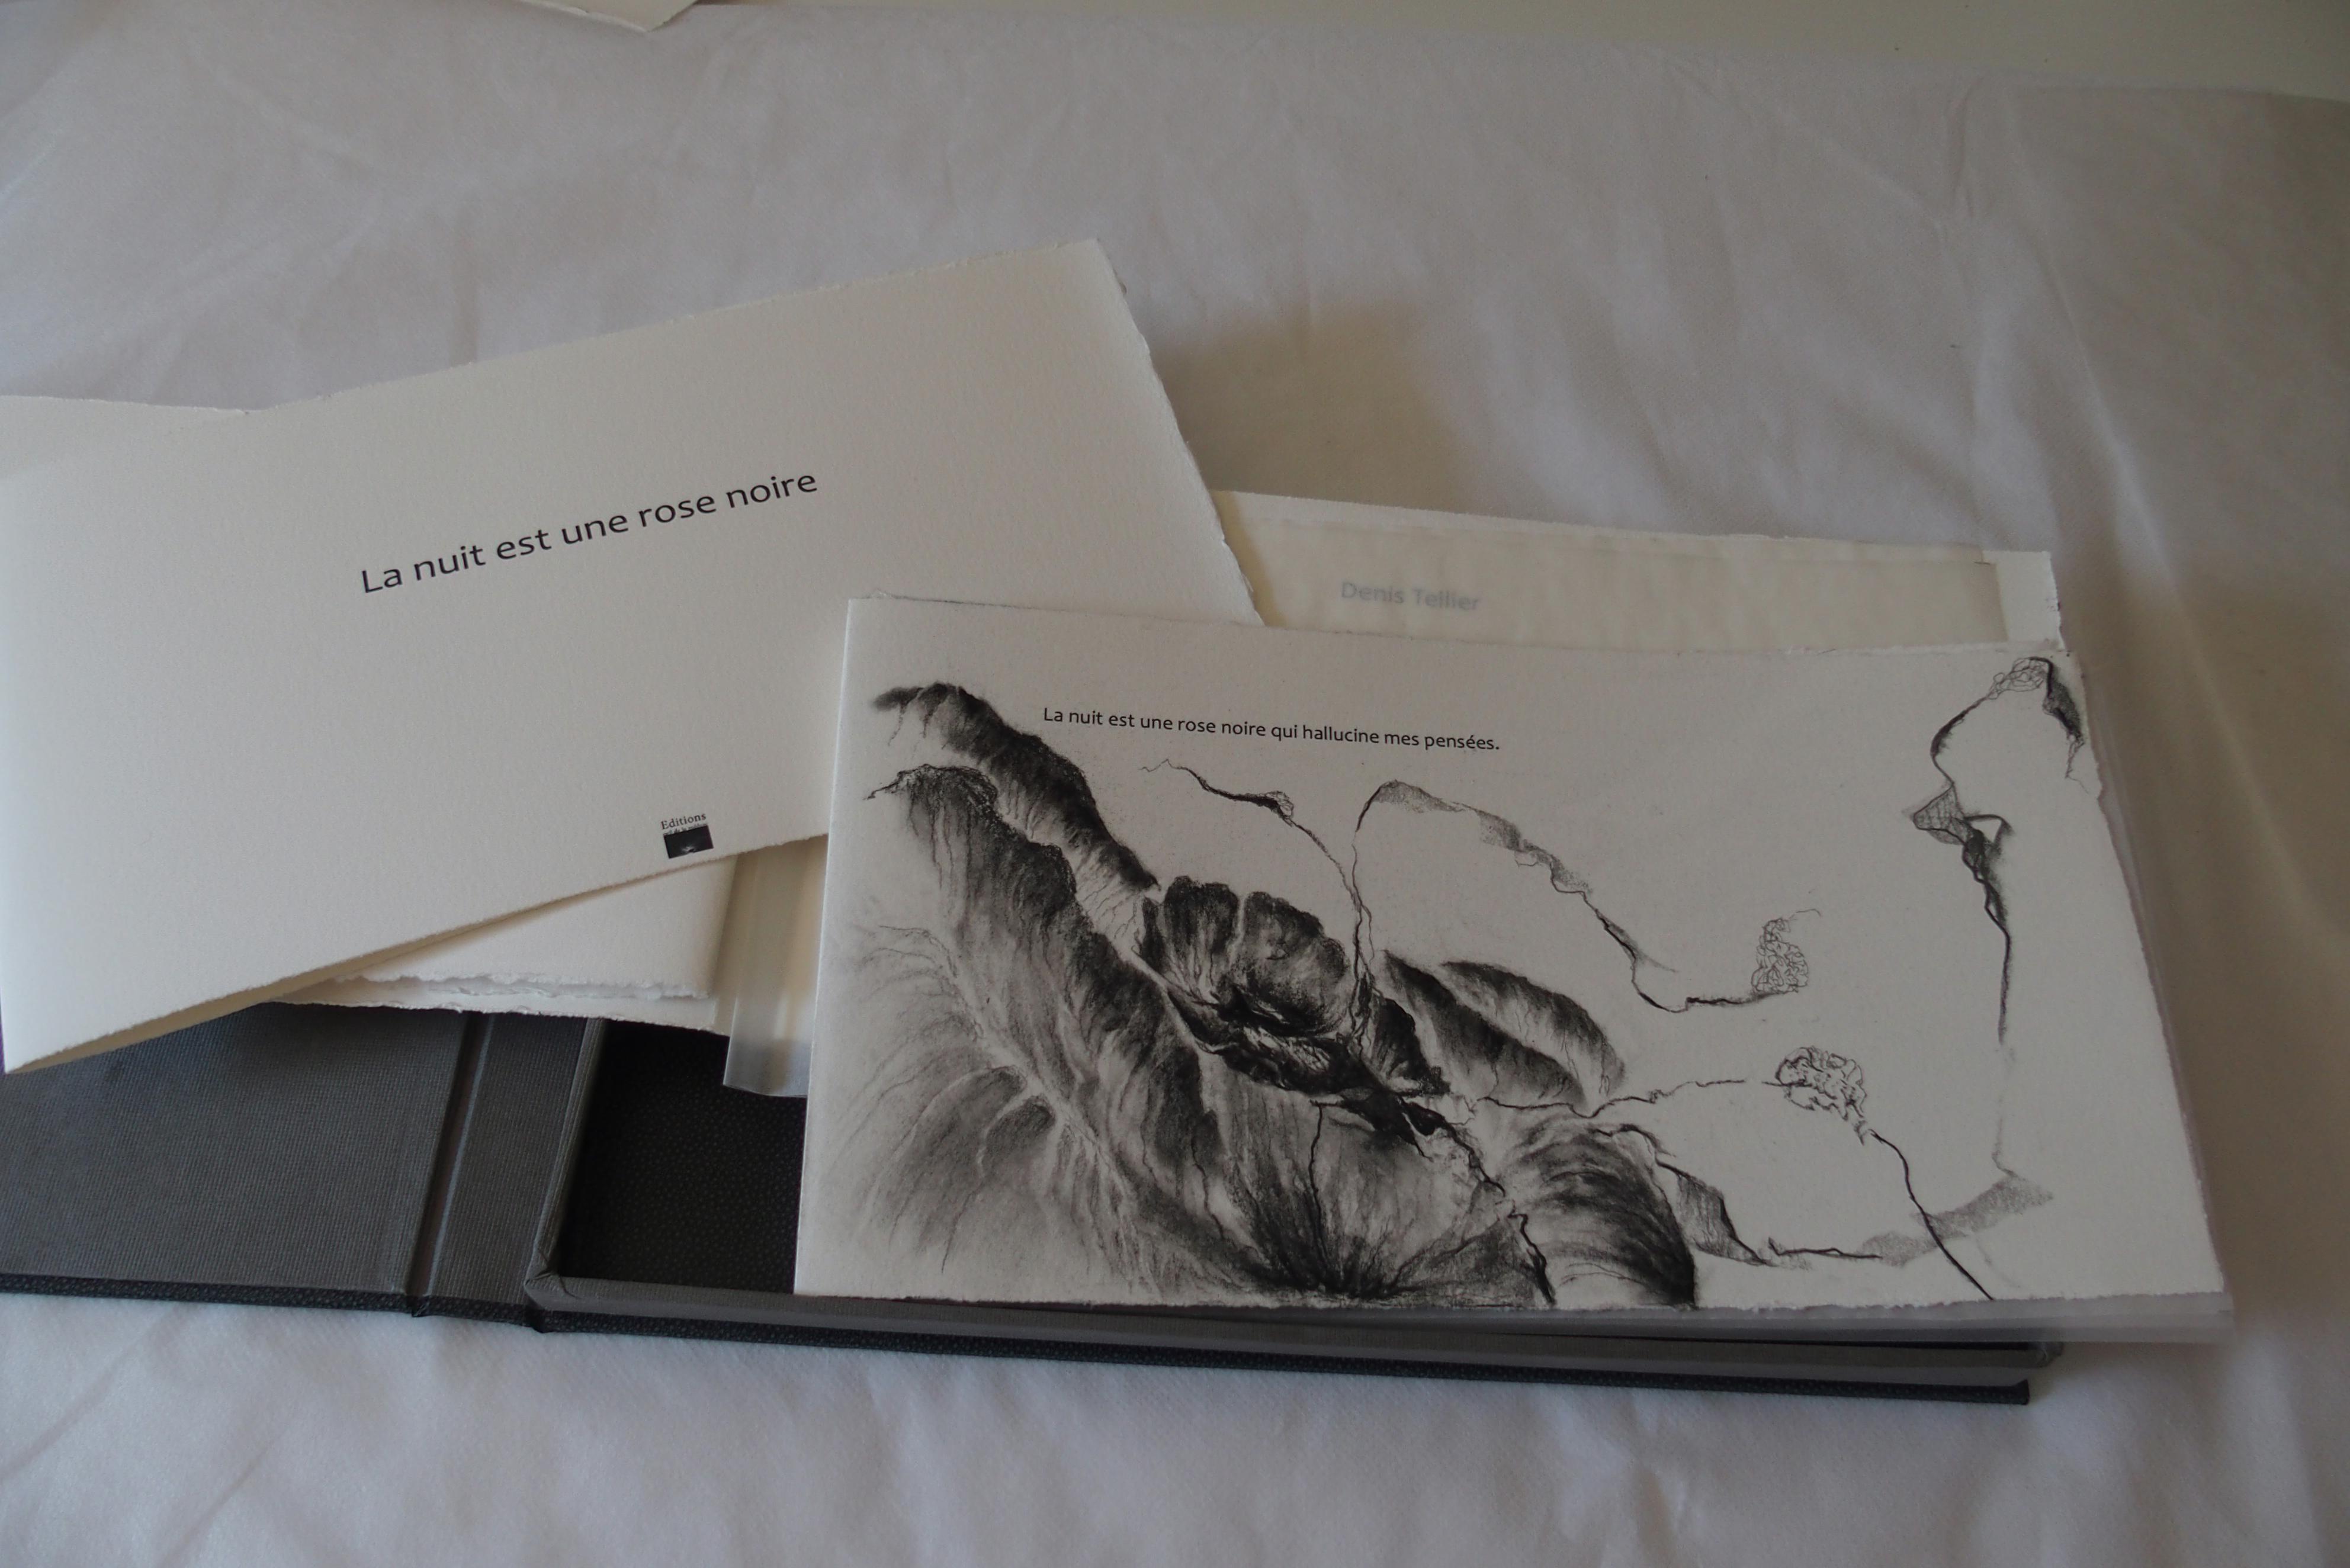 La nuit est une rose noire
Editions
Denis Tellier
La nuit est une rose noire qui hallucine mes pensées.